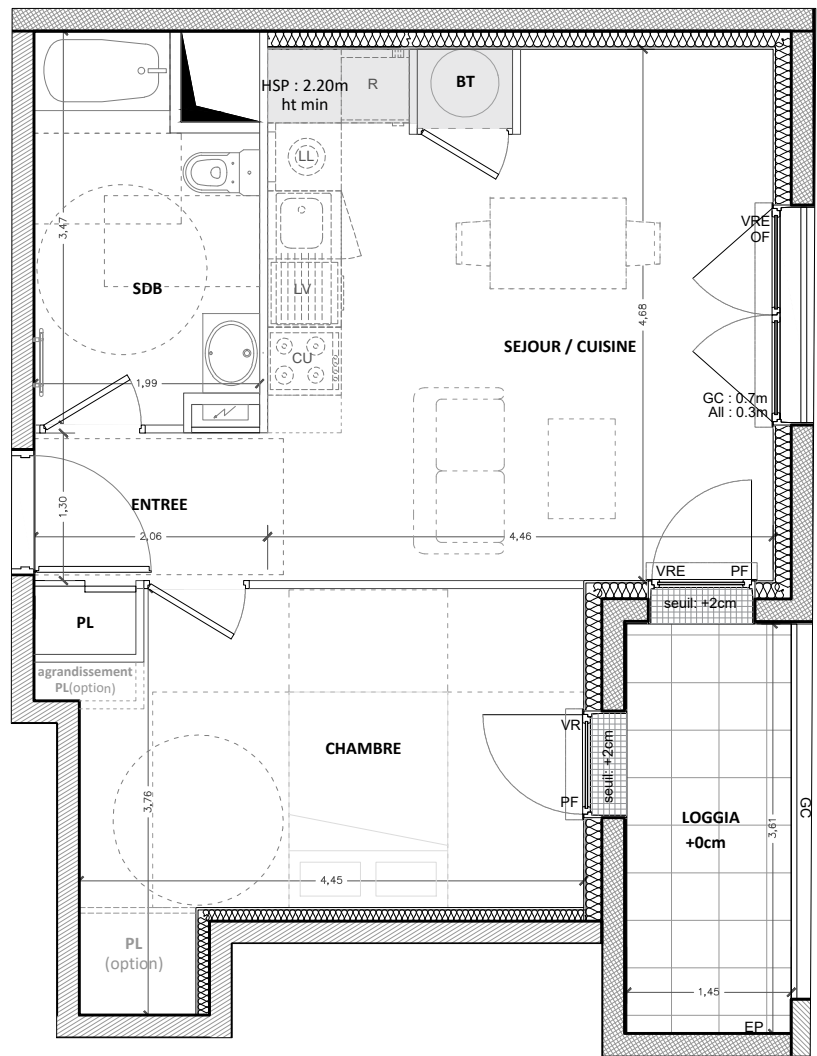 HSP : 2.20m
ht min
R
BT
LL
VRE
OF
3,47
SDB
LV
4,68
SEJOUR / CUISINE
CU
1,99
GC : 0.7m
All : 0.3m
ENTREE
1,30
2,06
4,46
VRE PF
seuil: +2cm
PL
agrandissement
PL(option)
VR
CHAMBRE
seuil: +2cm
PF
3,76
LOGGIA
+0cm
3,61
GC
4,45
PL
(option)
1,45
EP